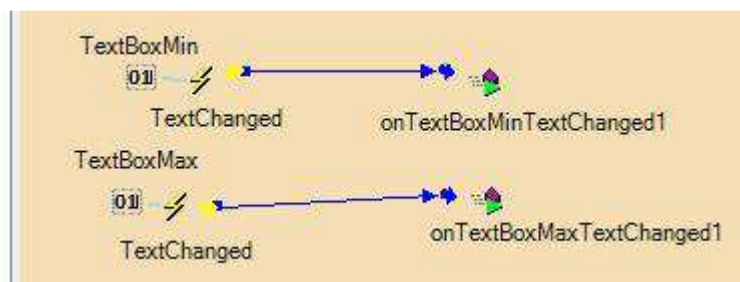 TextBoxMin
01
TextChanged
onTextBoxMinTextChanged1
TextBoxMax
01
TextChanged
onTextBoxMaxTextChanged1